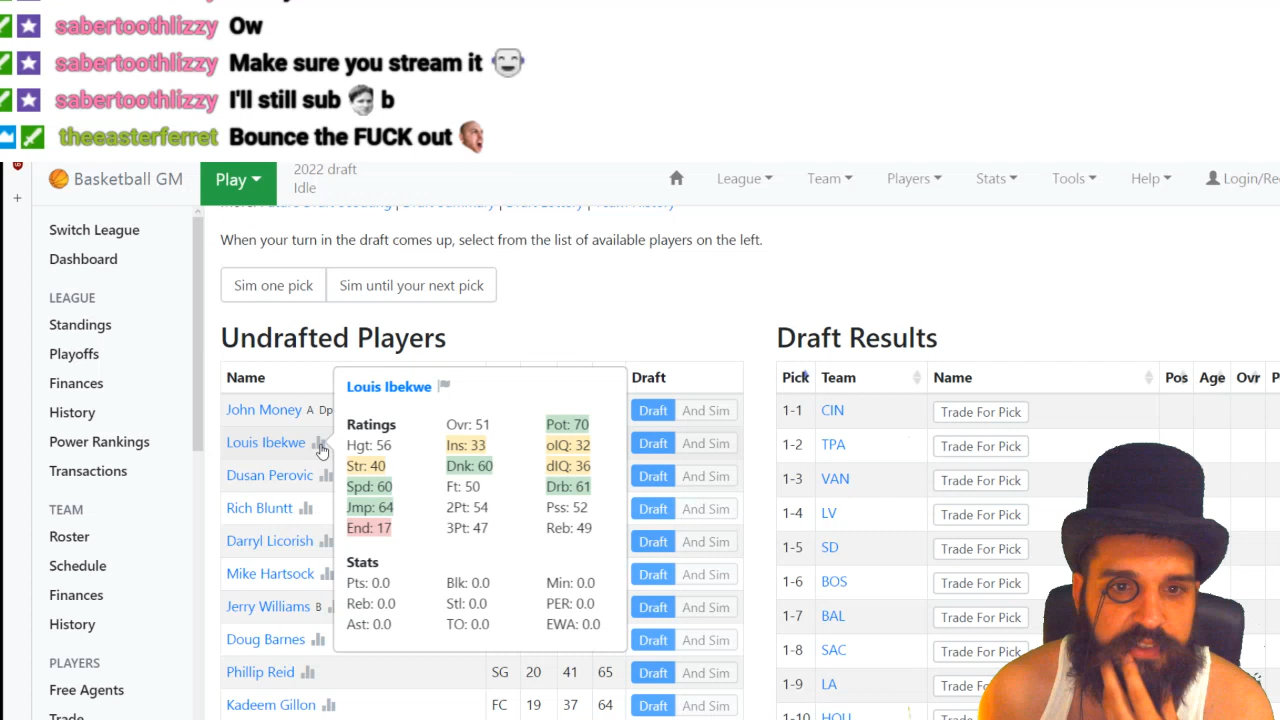 sabertoothlizzy Ow
sabertoothlizzy Make sure you stream it
sabertoothlizzy I'll still sub b
theeasterferret Bounce the FUCK out
Basketball GM
Play
2022 draft
Idle
League
Team
Players
Stats
Tools
Help
Login/Re
Switch League
Dashboard
LEAGUE
Standings
Playoffs
Finances
History
Power Rankings
Transactions
TEAM
Roster
Schedule
Finances
History
PLAYERS
Free Agents
When your turn in the draft comes up, select from the list of available players on the left.
Sim one pick
Sim until your next pick
Undrafted Players
Name Draft
John Money A Dp Draft And Sim
Louis Ibekwe Draft And Sim
Dusan Perovic Draft And Sim
Rich Bluntt Draft And Sim
Darryl Licorish Draft And Sim
Mike Hartsock Draft And Sim
Jerry Williams B Draft And Sim
Doug Barnes Draft And Sim
Phillip Reid SG 20 41 65 Draft And Sim
Kadeem Gillon FC 19 37 64 Draft And Sim
Louis Ibekwe
Ratings Ovr: 51 Pot: 70
Hgt: 56 Ins: 33 oIQ: 32
Str: 40 Dnk: 60 dIQ: 36
Spd: 60 Ft: 50 Drb: 61
Jmp: 64 2Pt: 54 Pss: 52
End: 17 3Pt: 47 Reb: 49
Stats
Pts: 0.0 Blk: 0.0 Min: 0.0
Reb: 0.0 Stl: 0.0 PER: 0.0
Ast: 0.0 TO: 0.0 EWA: 0.0
Draft Results
Pick Team Name Pos Age Ovr P
1-1 CIN Trade For Pick
1-2 TPA Trade For Pick
1-3 VAN Trade For Pick
1-4 LV Trade For Pick
1-5 SD Trade For Pick
1-6 BOS Trade For Pick
1-7 BAL Trade For Pick
1-8 SAC Trade For Pick
1-9 LA Trade For Pick
1-10 HOU